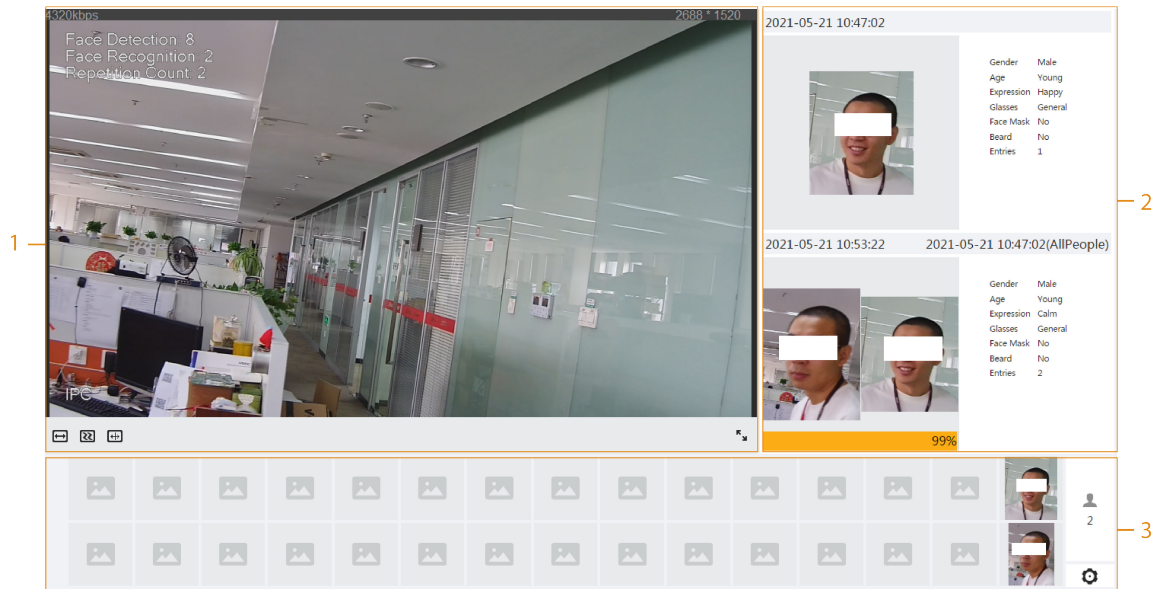 4320kbps
2688 * 1520
Face Detection: 8
Face Recognition: 2
Repetition Count: 2
IPC
1
2021-05-21 10:47:02
Gender Male
Age Young
Expression Happy
Glasses General
Face Mask No
Beard No
Entries 1
2
2021-05-21 10:53:22 2021-05-21 10:47:02(AllPeople)
Gender Male
Age Young
Expression Calm
Glasses General
Face Mask No
Beard No
Entries 2
99%
2
3